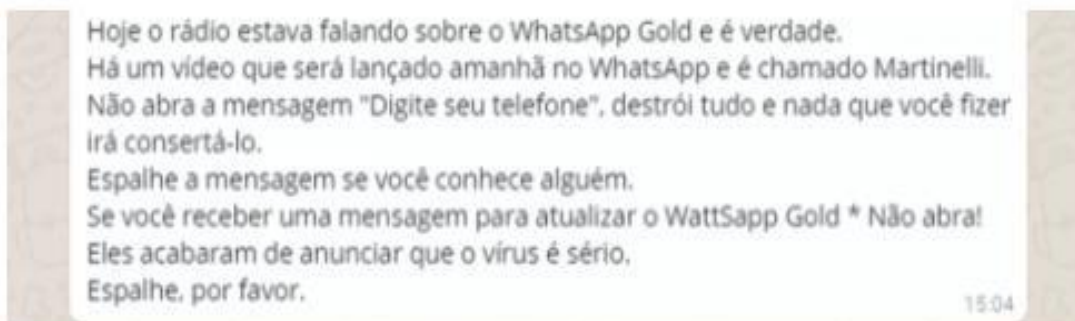 Hoje o rádio estava falando sobre o WhatsApp Gold e é verdade.
Há um vídeo que será lançado amanhã no WhatsApp e é chamado Martinelli.
Não abra a mensagem "Digite seu telefone", destrói tudo e nada que você fizer
irá consertá-lo.
Espalhe a mensagem se você conhece alguém.
Se você receber uma mensagem para atualizar o WattSapp Gold * Não abra!
Eles acabaram de anunciar que o vírus é sério.
Espalhe, por favor.
15:04